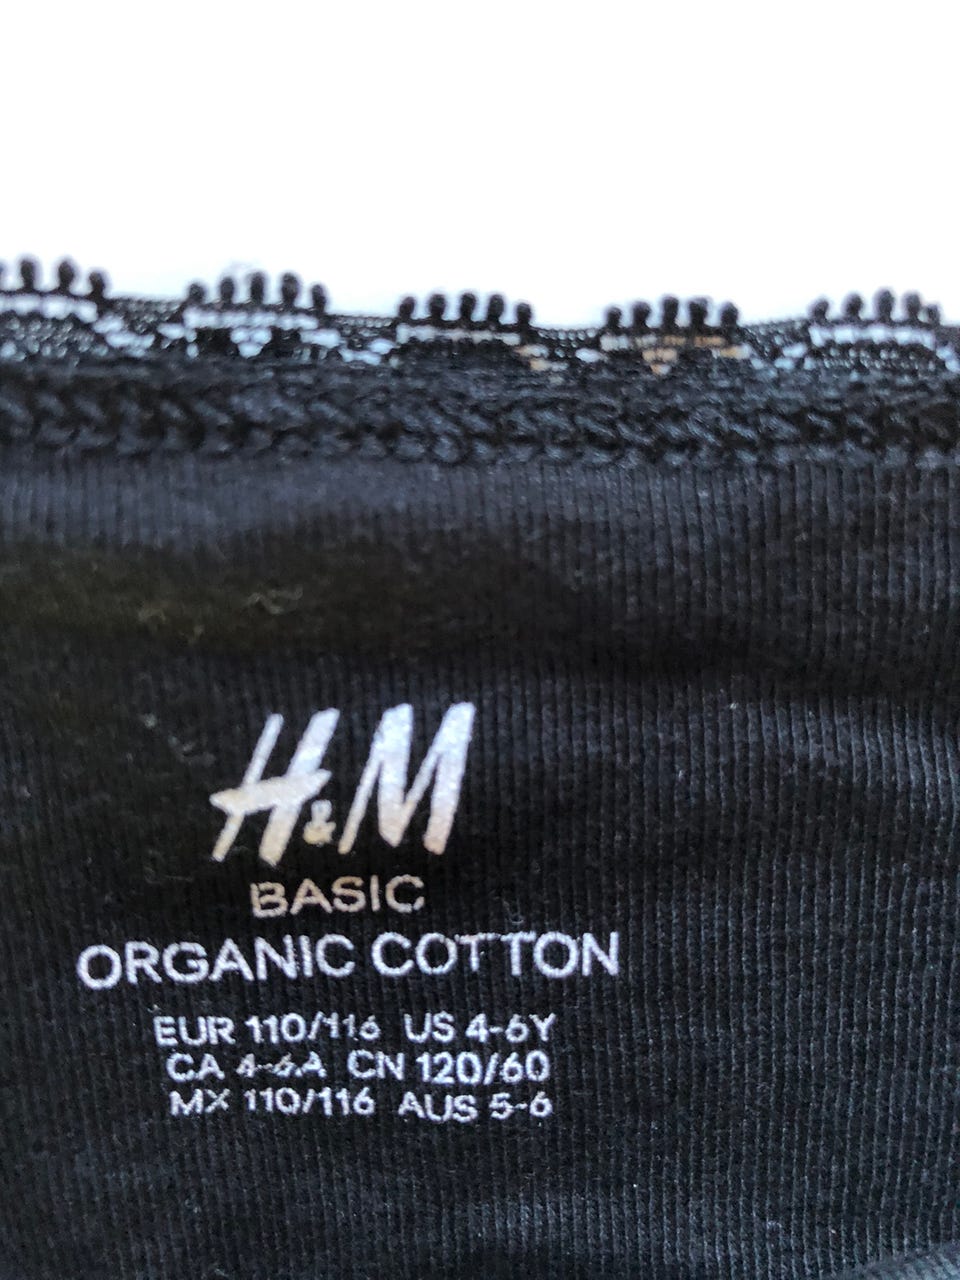 H&M
BASIC
ORGANIC COTTON
EUR 110/116 US 4-6Y
CA 4-6A CN 120/60
MX 110/116 AUS 5-6